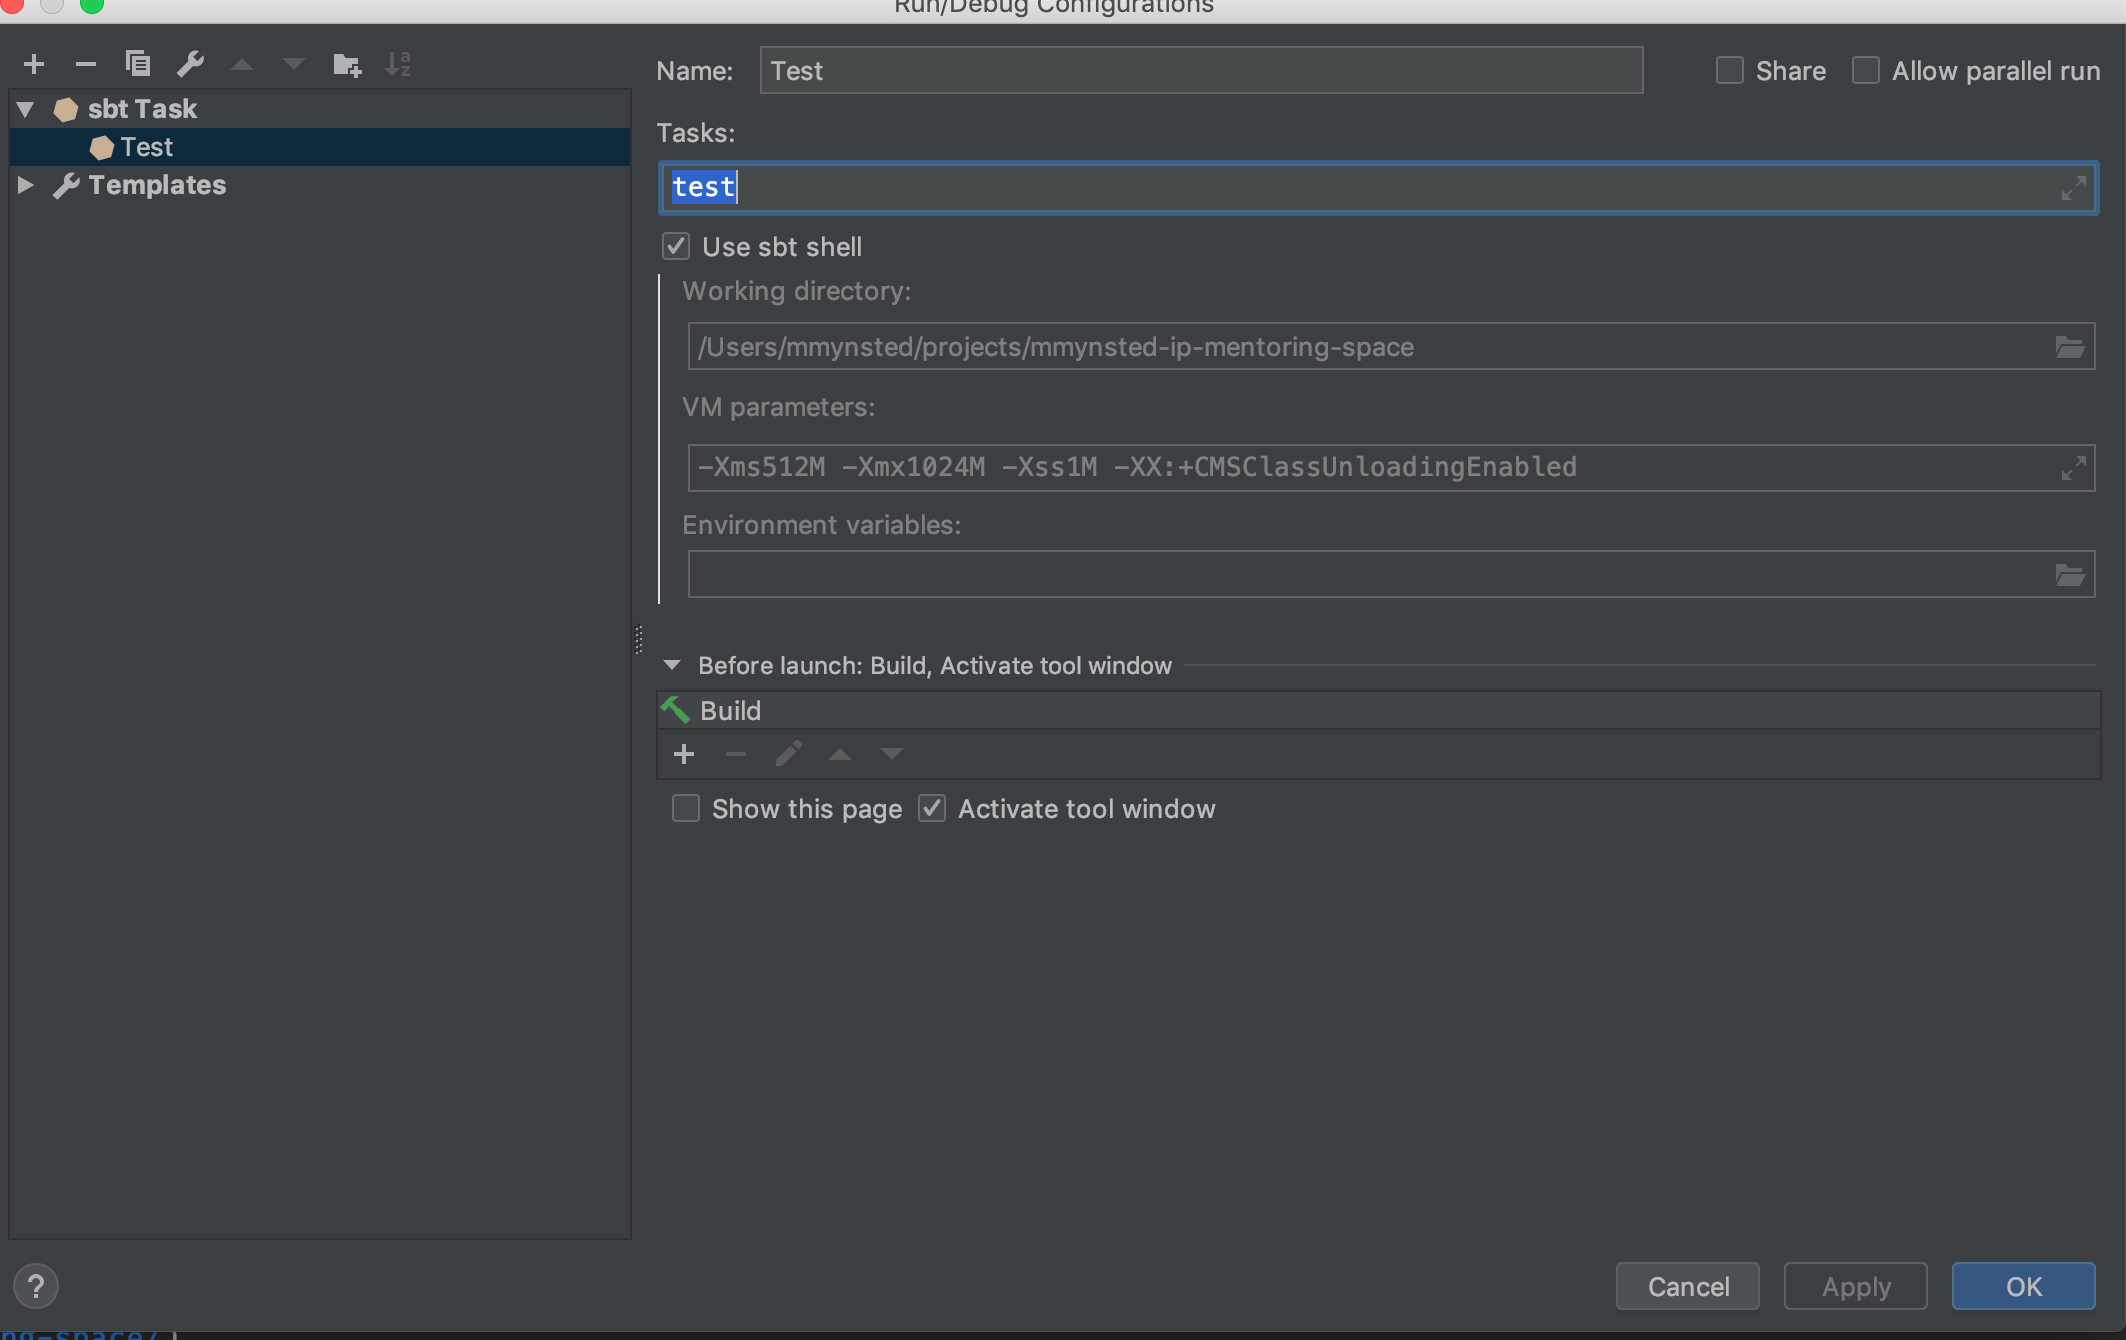 Run/Debug Configurations
Name: Test Share Allow parallel run
sbt Task
Test
Templates
Tasks:
test
Use sbt shell
Working directory:
/Users/mmynsted/projects/mmynsted-ip-mentoring-space
VM parameters:
-Xms512M -Xmx1024M -Xss1M -XX:+CMSClassUnloadingEnabled
Environment variables:
Before launch: Build, Activate tool window
Build
Show this page Activate tool window
? Cancel Apply OK
ng-space/